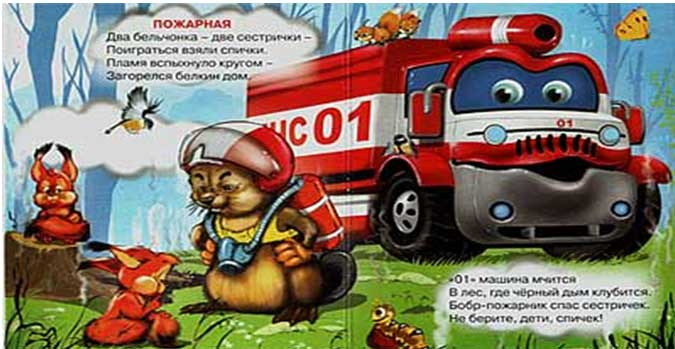 ПОЖАРНАЯ
Два бельчонка – две сестрички –
Поиграться взяли спички.
Пламя вспыхнуло кругом –
Загорелся белкин дом.
ЧС 01
01
«01» машина мчится
В лес, где чёрный дым клубится.
Бобр-пожарник спас сестричек.
Не берите, дети, спичек!